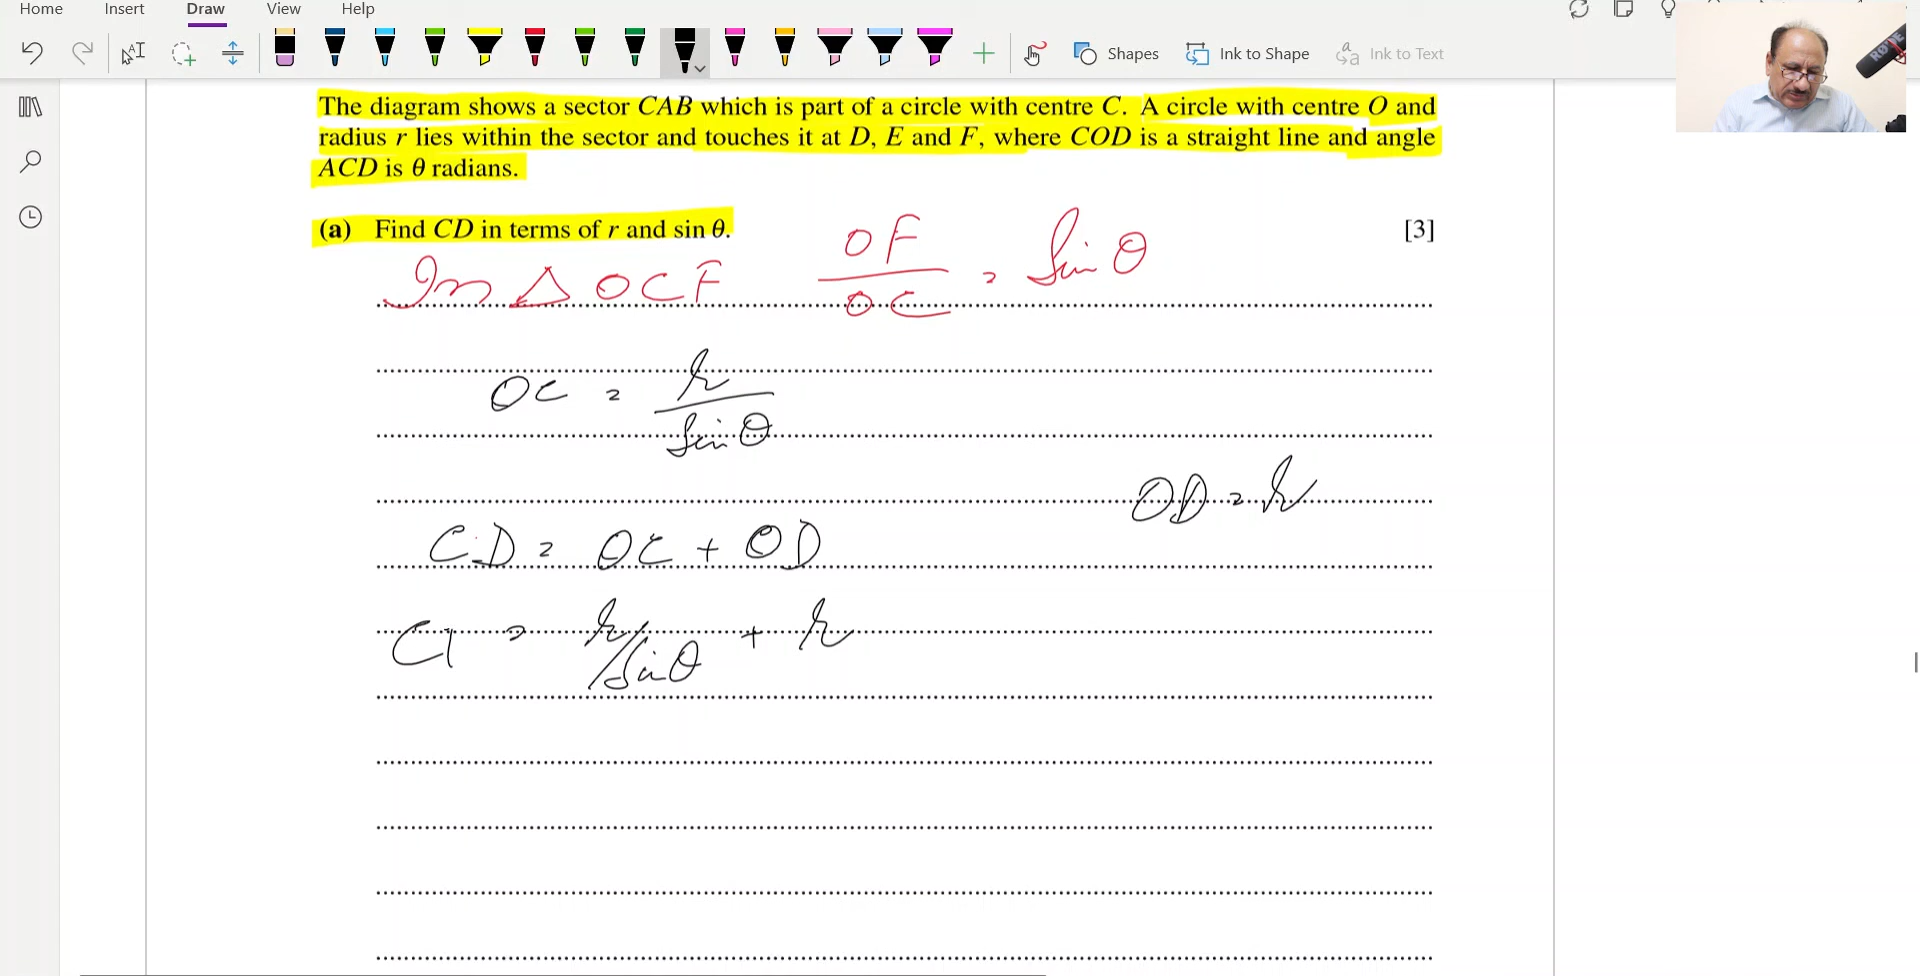 Home Insert Draw View Help
Shapes Ink to Shape Ink to Text
RØDE
The diagram shows a sector CAB which is part of a circle with centre C. A circle with centre O and
radius r lies within the sector and touches it at D, E and F, where COD is a straight line and angle
ACD is θ radians.
(a) Find CD in terms of r and sin θ. [3]
In △ OCF OF/OC = Sin θ
OC = r/Sin θ
OD = r
CD = OC + OD
CD = r/Sin θ + r